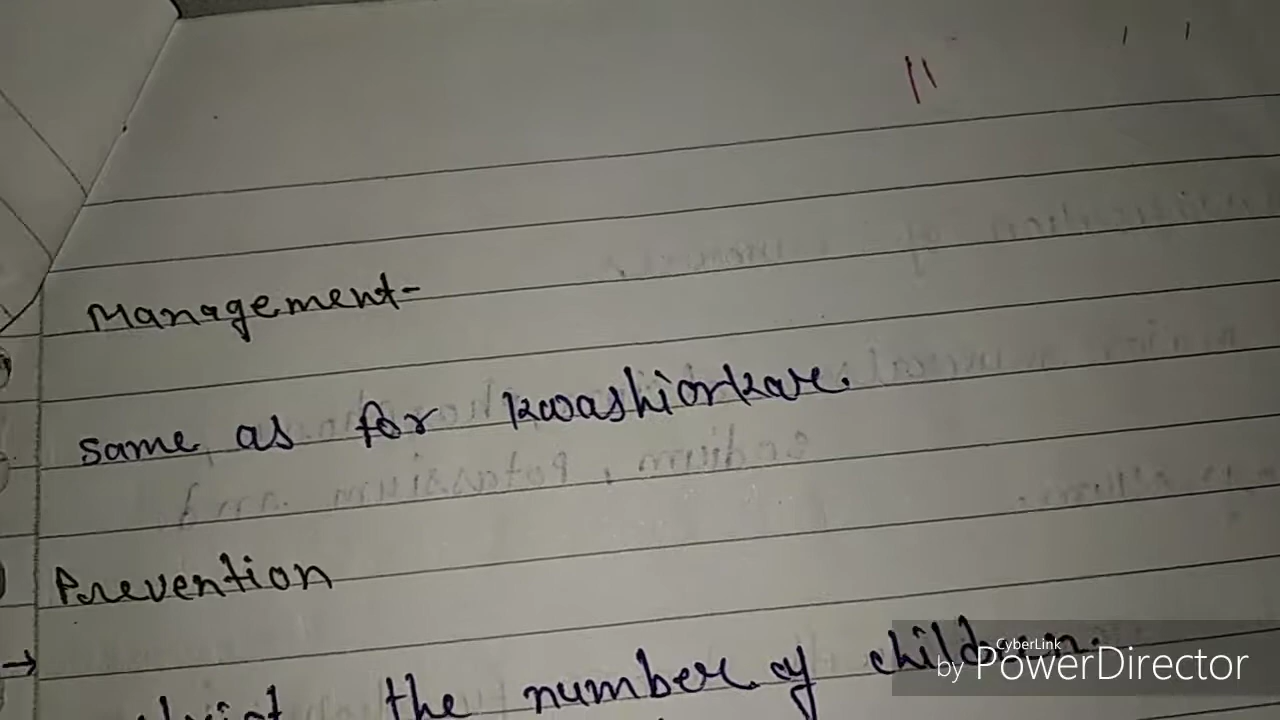 Management-
same as for kwashiorkar.
Prevention
→
the number of children.
CyberLink
by PowerDirector